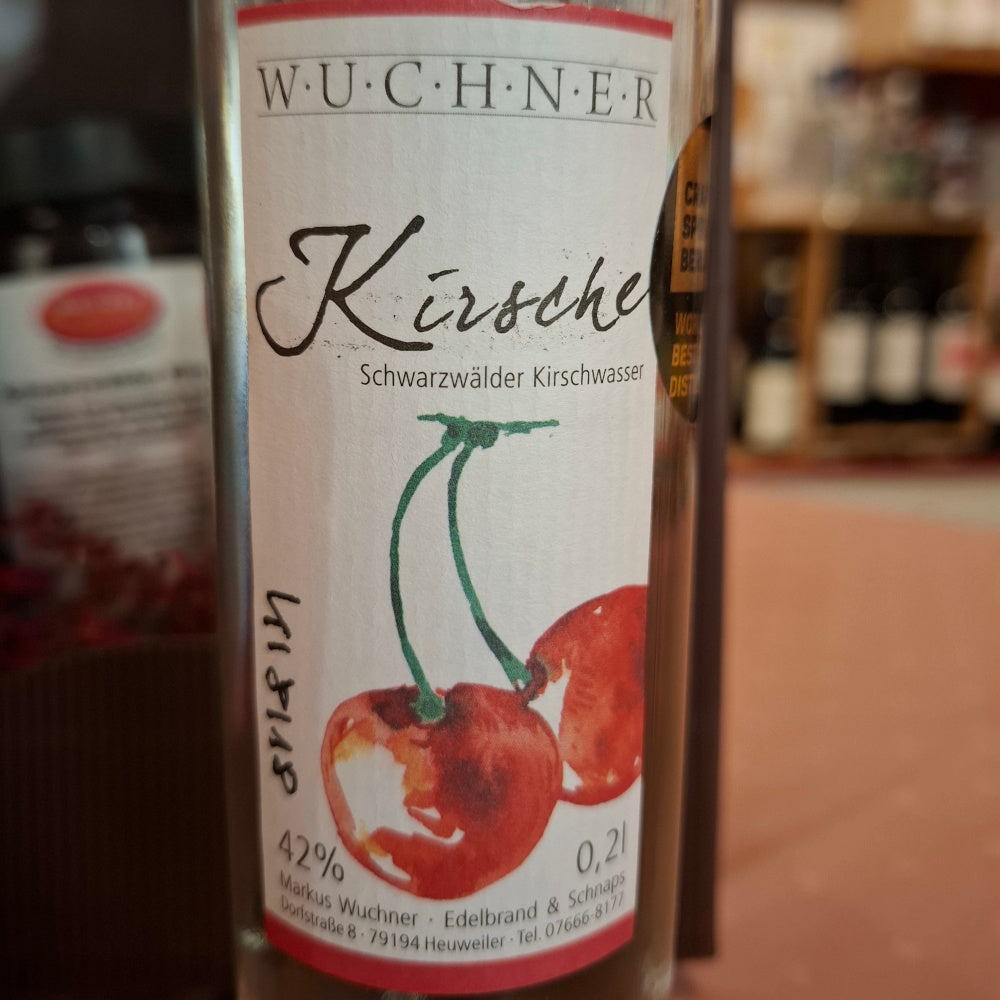 W·U·C·H·N·E·R
Kirsche
Schwarzwälder Kirschwasser
42%
0,2l
Markus Wuchner · Edelbrand & Schnaps
Dorfstraße 8 · 79194 Heuweiler · Tel. 07666-8177